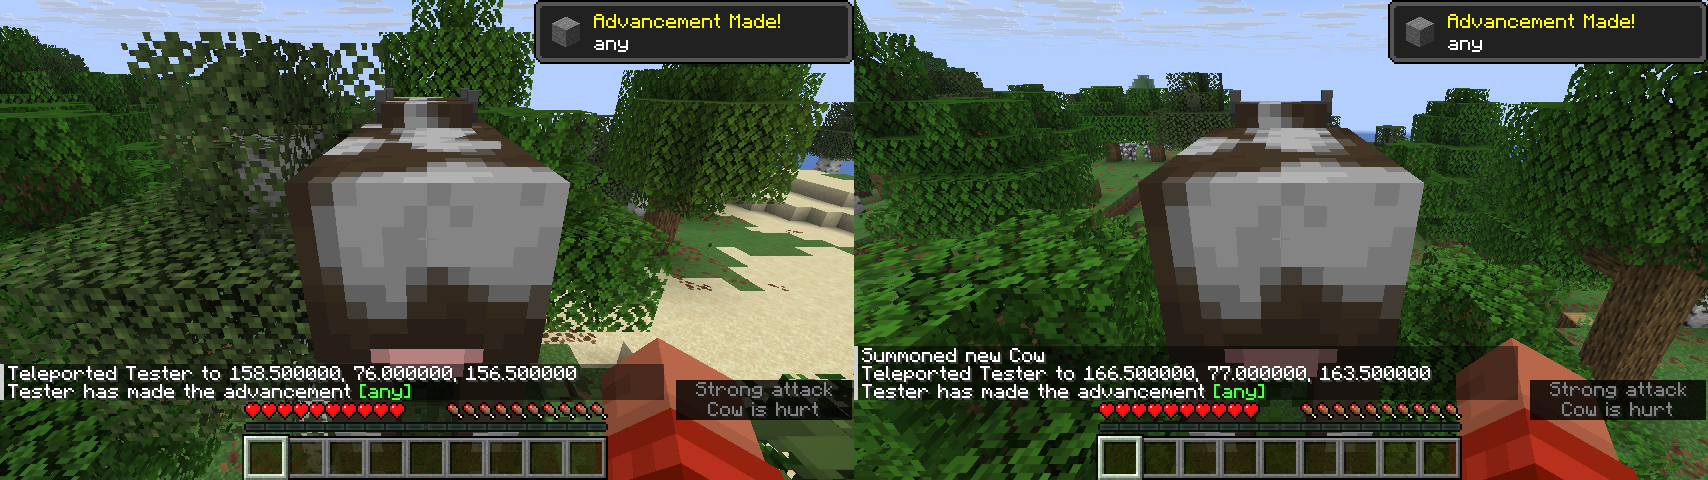 Advancement Made!
any
Teleported Tester to 158.500000, 76.000000, 156.500000
Tester has made the advancement [any]
Strong attack
Cow is hurt
Advancement Made!
any
Summoned new Cow
Teleported Tester to 166.500000, 77.000000, 163.500000
Tester has made the advancement [any]
Strong attack
Cow is hurt